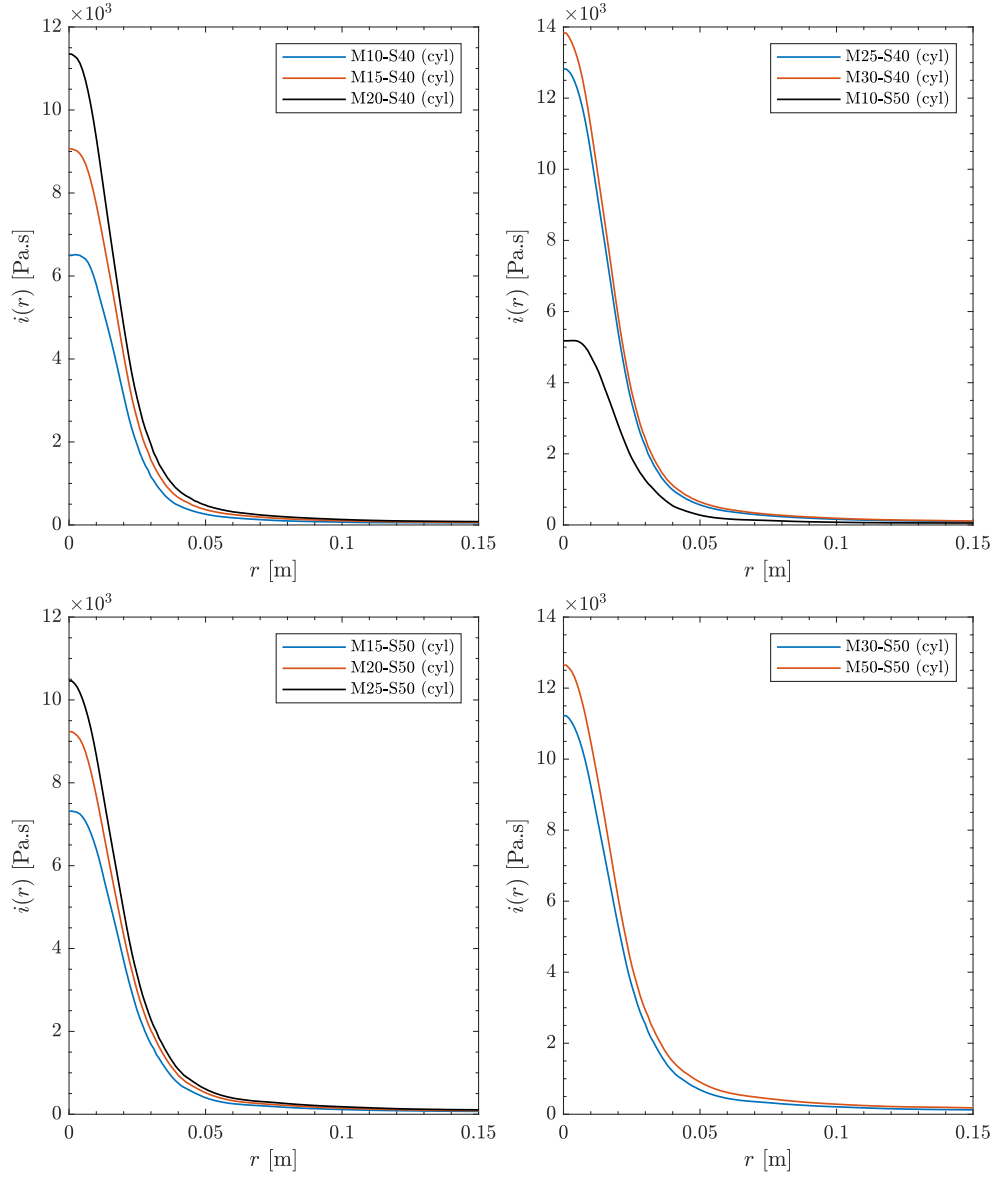 ×10³
12
10
8
6
4
2
0
0
0.05
0.1
0.15
r [m]
i(r) [Pa.s]
M10-S40 (cyl)
M15-S40 (cyl)
M20-S40 (cyl)
×10³
14
12
10
8
6
4
2
0
0
0.05
0.1
0.15
r [m]
i(r) [Pa.s]
M25-S40 (cyl)
M30-S40 (cyl)
M10-S50 (cyl)
×10³
12
10
8
6
4
2
0
0
0.05
0.1
0.15
r [m]
i(r) [Pa.s]
M15-S50 (cyl)
M20-S50 (cyl)
M25-S50 (cyl)
×10³
14
12
10
8
6
4
2
0
0
0.05
0.1
0.15
r [m]
i(r) [Pa.s]
M30-S50 (cyl)
M50-S50 (cyl)